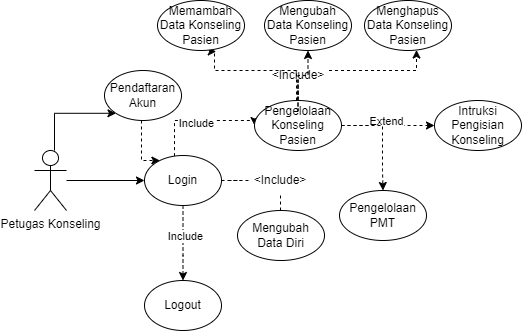 Memambah
Data Konseling
Pasien
Mengubah
Data Konseling
Pasien
Menghapus
Data Konseling
Pasien
<Include>
Pendaftaran
Akun
Include
Pengelolaan
Konseling
Pasien
Extend
Intruksi
Pengisian
Konseling
Petugas Konseling
Login
<Include>
Pengelolaan
PMT
Include
Mengubah
Data Diri
Logout